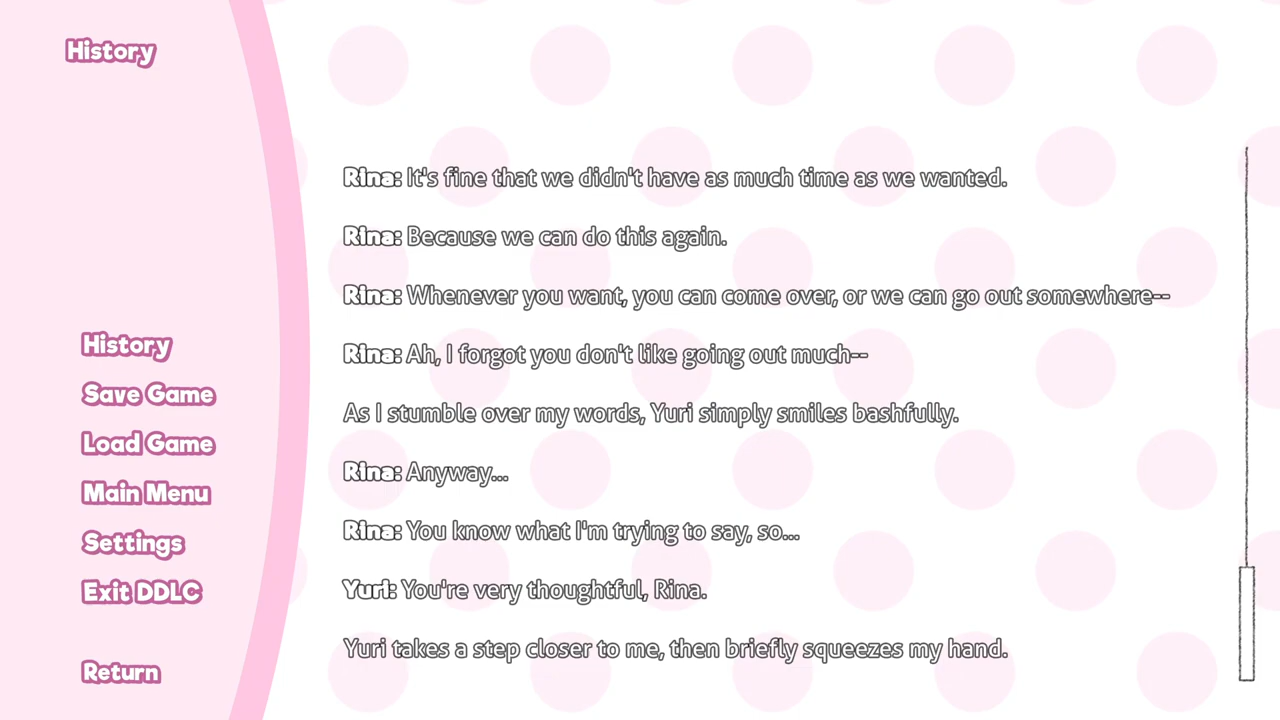 History
Rina: It's fine that we didn't have as much time as we wanted.
Rina: Because we can do this again.
Rina: Whenever you want, you can come over, or we can go out somewhere--
Rina: Ah, I forgot you don't like going out much--
As I stumble over my words, Yuri simply smiles bashfully.
Rina: Anyway...
Rina: You know what I'm trying to say, so...
Yuri: You're very thoughtful, Rina.
Yuri takes a step closer to me, then briefly squeezes my hand.
History
Save Game
Load Game
Main Menu
Settings
Exit DDLC
Return